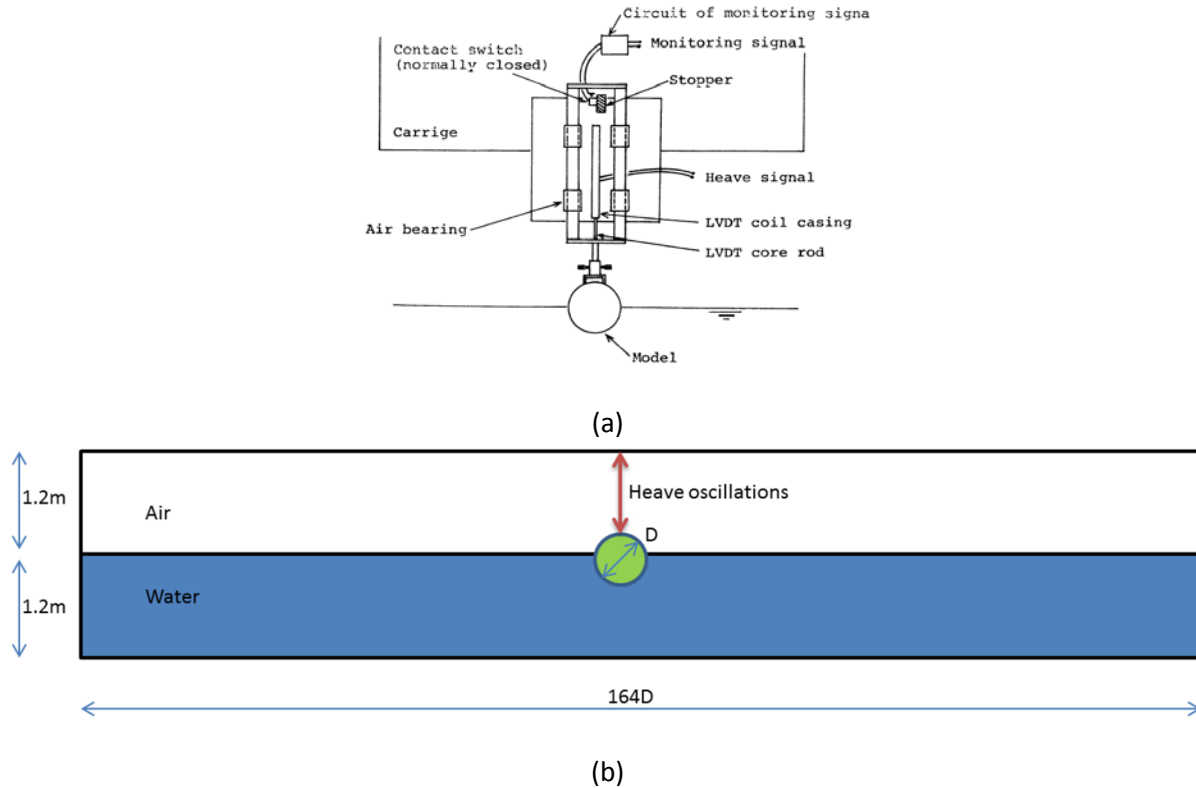 Circuit of monitoring signa
Monitoring signal
Contact switch
(normally closed)
Stopper
Carrige
Heave signal
Air bearing
LVDT coil casing
LVDT core rod
Model
(a)
1.2m
Air
Heave oscillations
D
1.2m
Water
164D
(b)